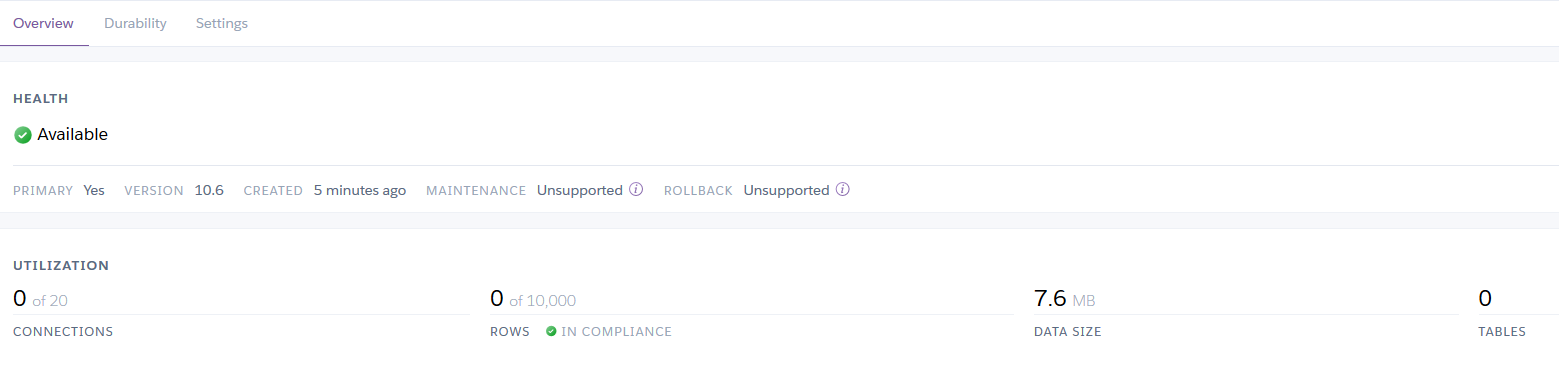 Overview Durability Settings
HEALTH
Available
PRIMARY Yes VERSION 10.6 CREATED 5 minutes ago MAINTENANCE Unsupported ROLLBACK Unsupported
UTILIZATION
0 of 20 0 of 10,000 7.6 MB 0
CONNECTIONS ROWS IN COMPLIANCE DATA SIZE TABLES